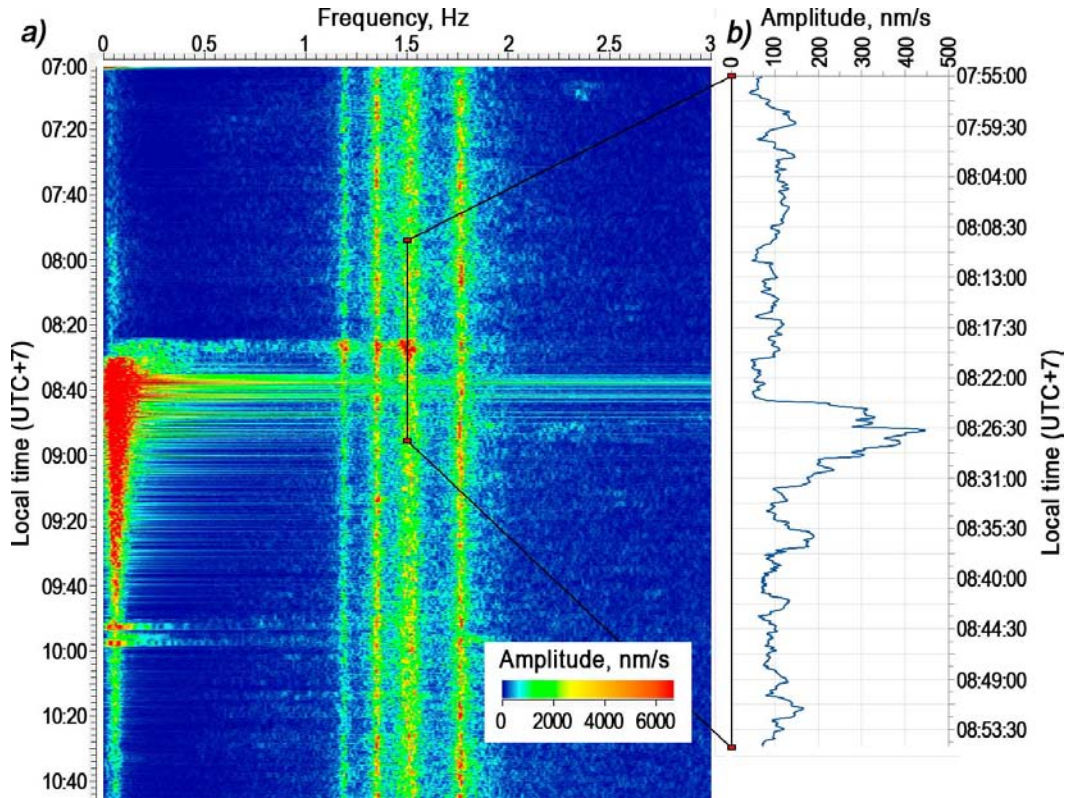 a)
Frequency, Hz
0 0.5 1 1.5 2 2.5 3
Local time (UTC+7)
07:00
07:20
07:40
08:00
08:20
08:40
09:00
09:20
09:40
10:00
10:20
10:40
Amplitude, nm/s
0 2000 4000 6000
b)
Amplitude, nm/s
0 100 200 300 400 500
07:55:00
07:59:30
08:04:00
08:08:30
08:13:00
08:17:30
08:22:00
08:26:30
08:31:00
08:35:30
08:40:00
08:44:30
08:49:00
08:53:30
Local time (UTC+7)